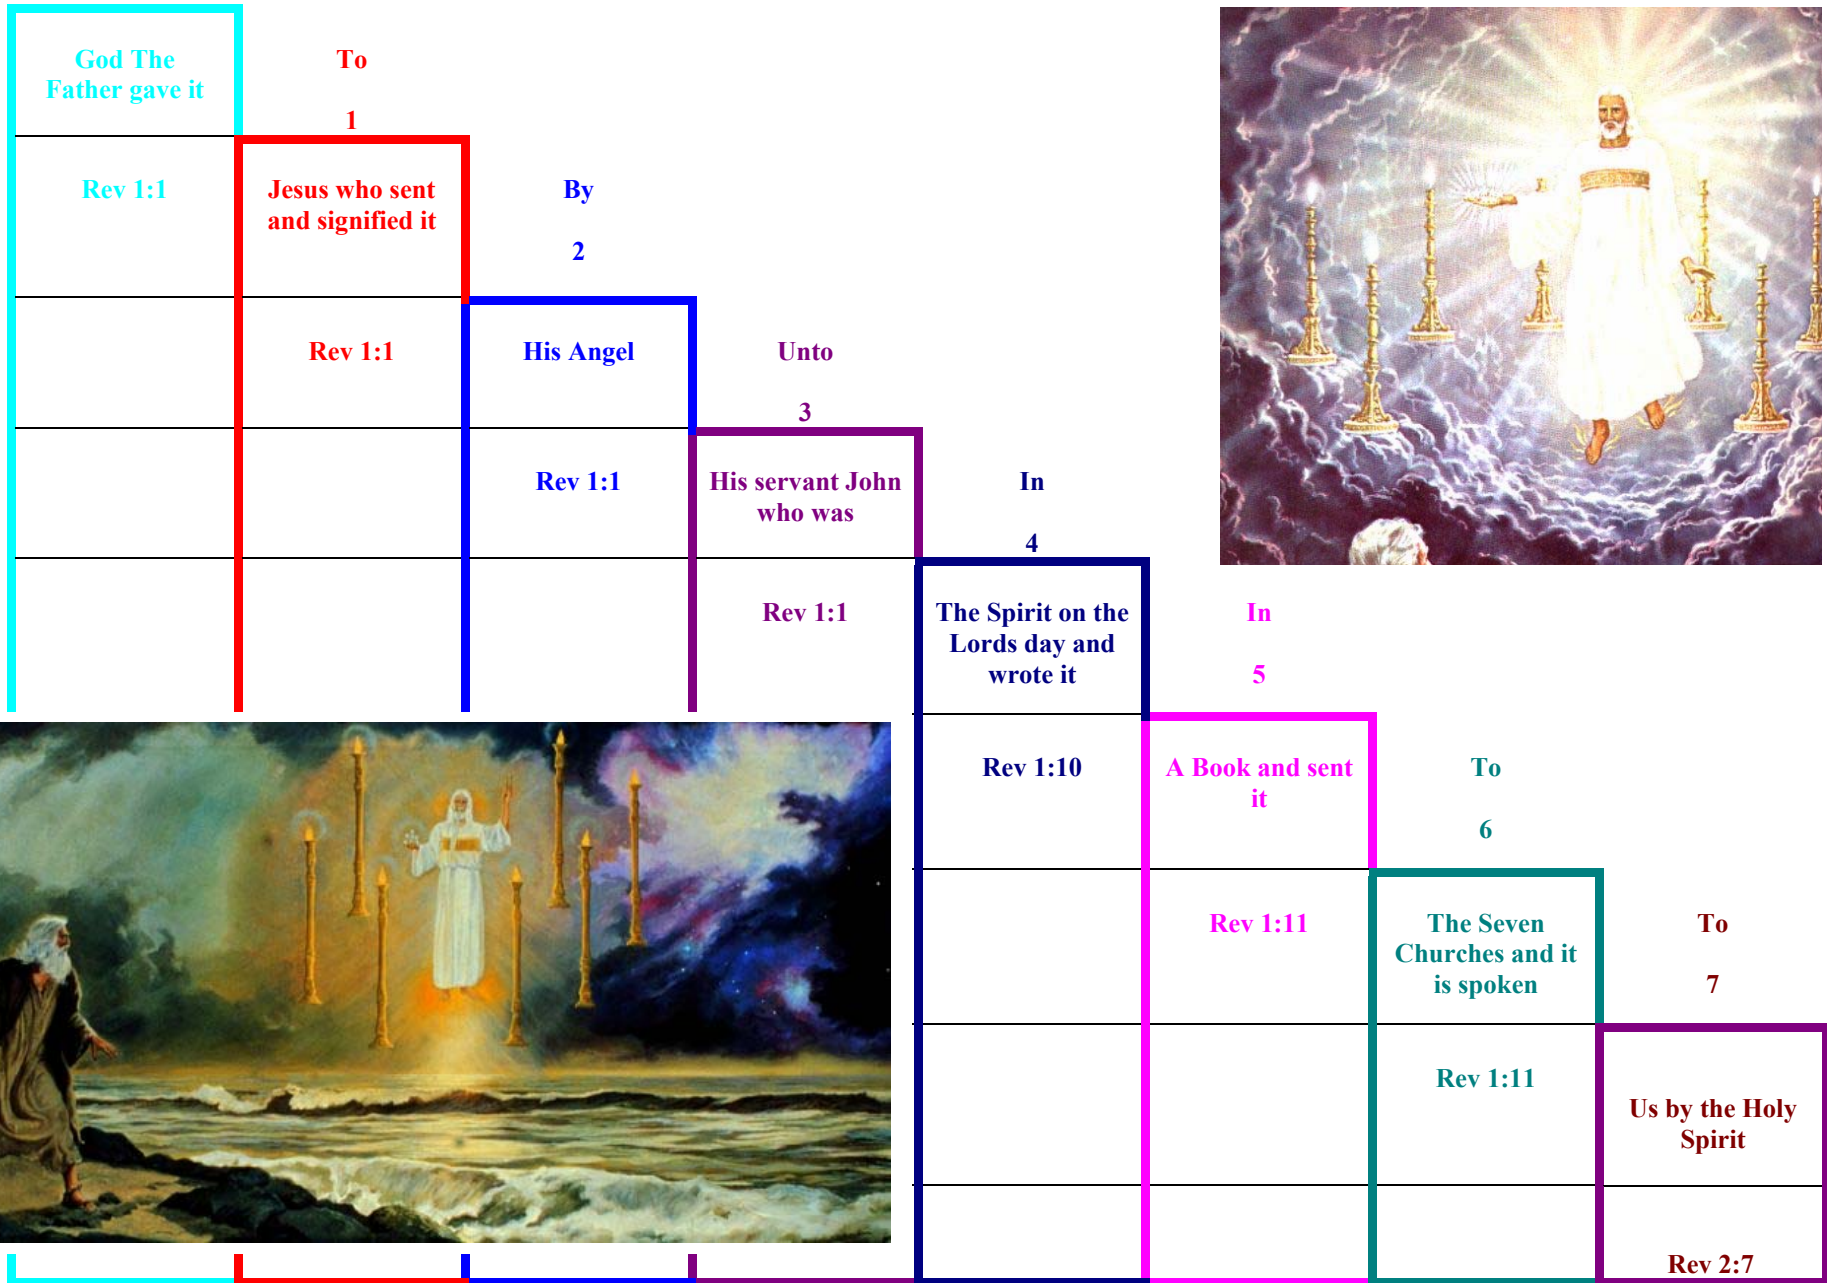 God The
Father gave it
To
1
Rev 1:1
Jesus who sent
and signified it
By
2
Rev 1:1
His Angel
Unto
3
Rev 1:1
His servant John
who was
In
4
Rev 1:1
The Spirit on the
Lords day and
wrote it
In
5
Rev 1:10
A Book and sent
it
To
6
Rev 1:11
The Seven
Churches and it
is spoken
To
7
Rev 1:11
Us by the Holy
Spirit
Rev 2:7